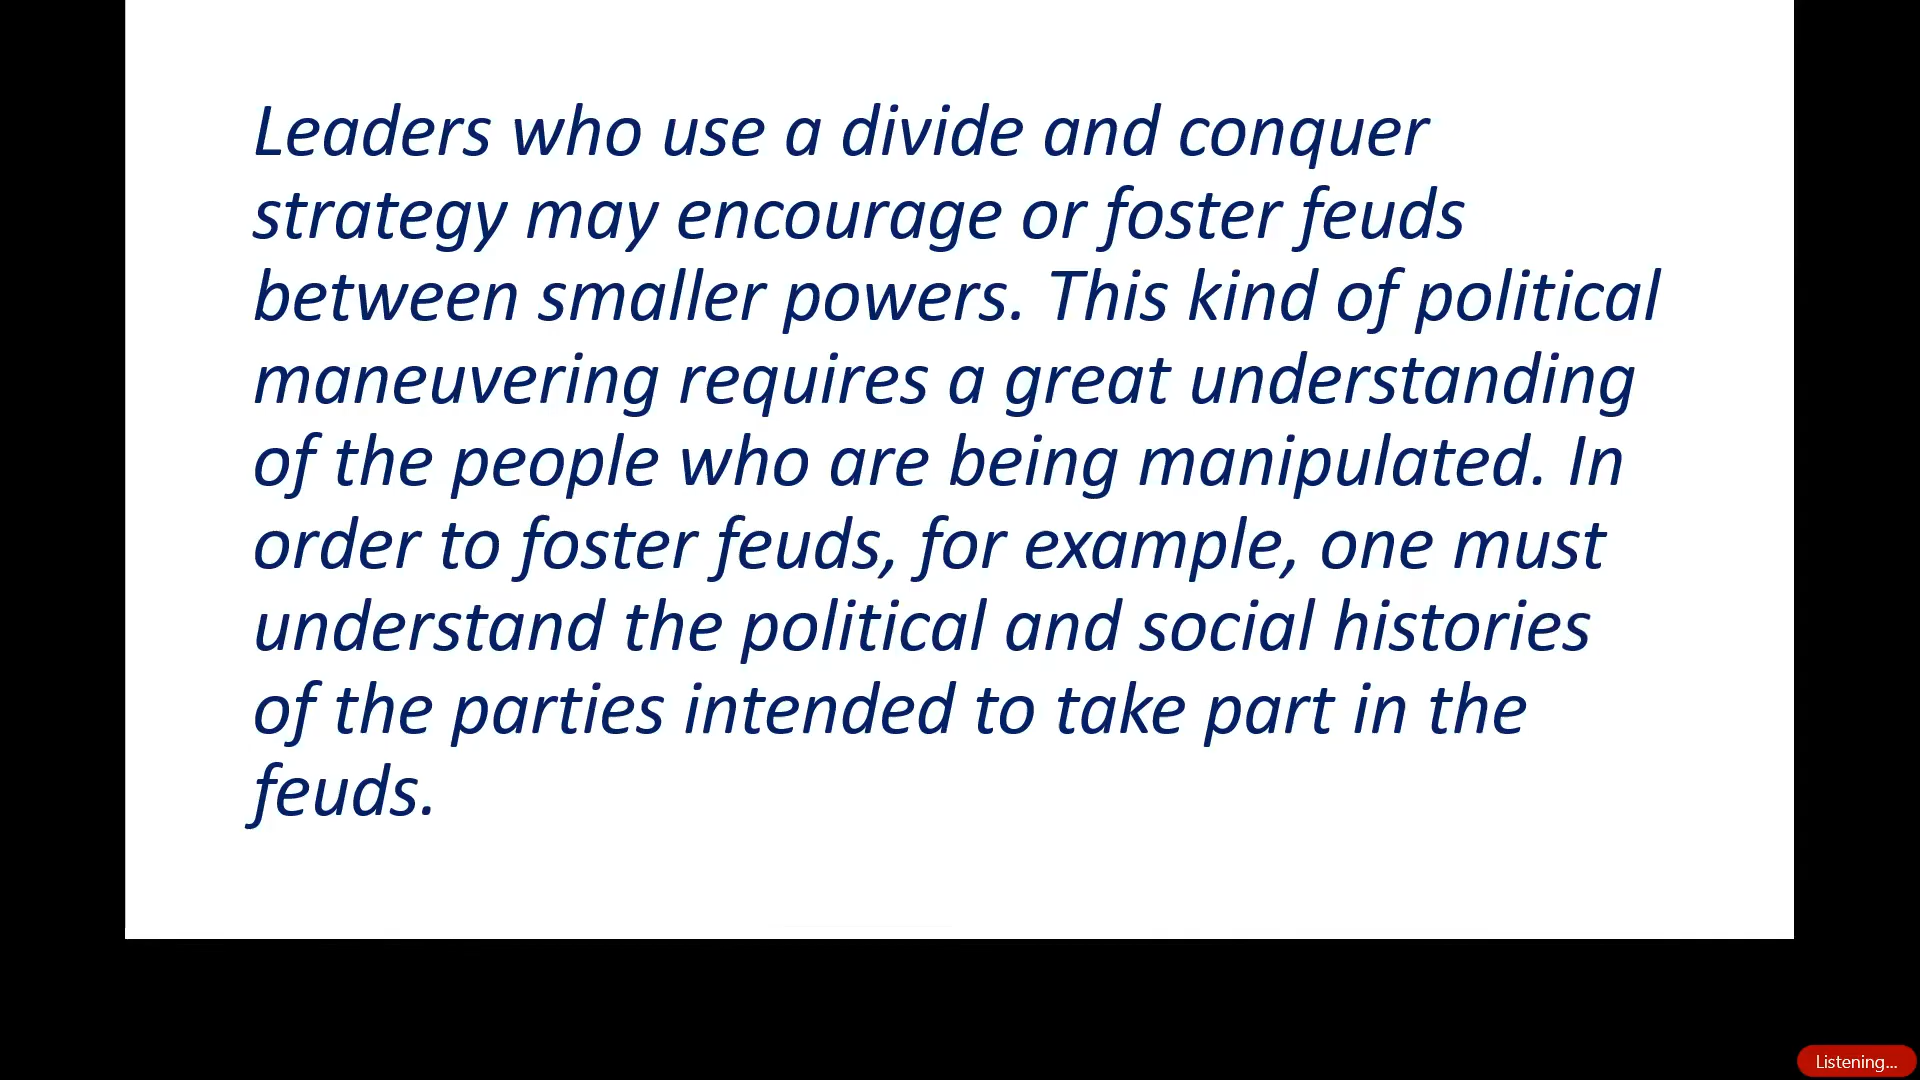 Leaders who use a divide and conquer
strategy may encourage or foster feuds
between smaller powers. This kind of political
maneuvering requires a great understanding
of the people who are being manipulated. In
order to foster feuds, for example, one must
understand the political and social histories
of the parties intended to take part in the
feuds.
Listening...